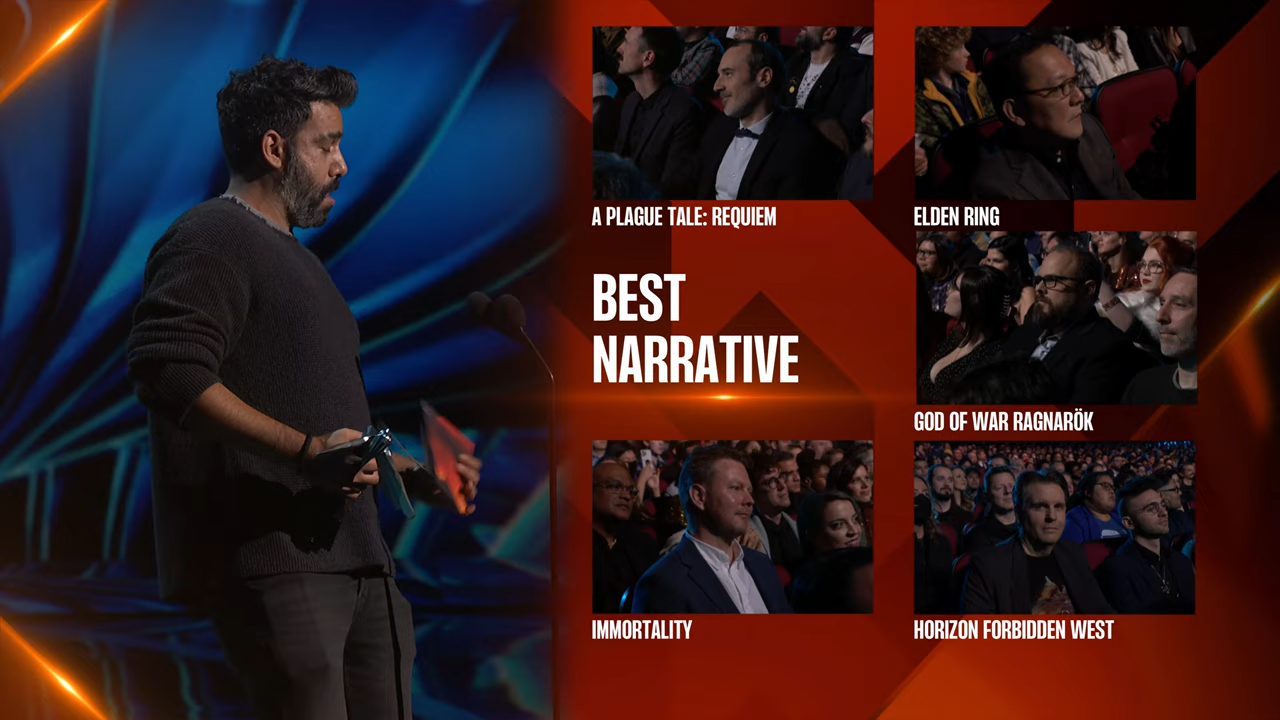 A PLAGUE TALE: REQUIEM
ELDEN RING
BEST
NARRATIVE
GOD OF WAR RAGNARÖK
IMMORTALITY
HORIZON FORBIDDEN WEST